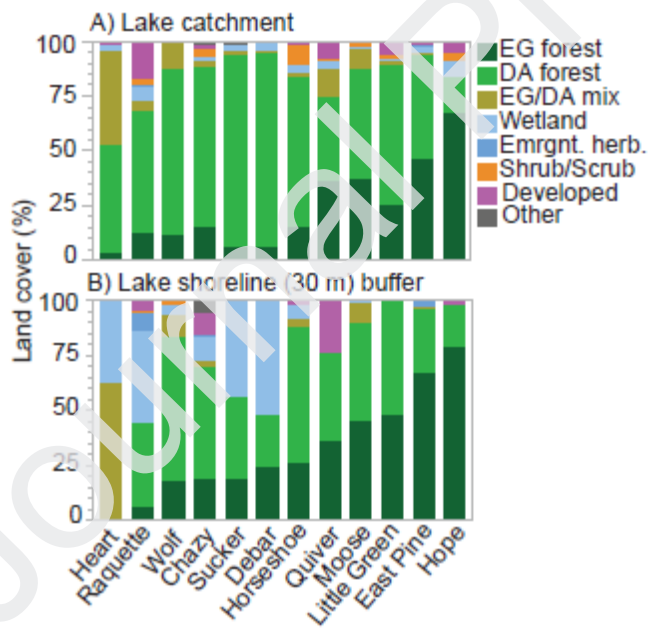 A) Lake catchment
100
75
50
25
0
EG forest
DA forest
EG/DA mix
Wetland
Emrgnt. herb.
Shrub/Scrub
Developed
Other
Land cover (%)
B) Lake shoreline (30 m) buffer
100
75
50
25
0
Heart
Raquette
Wolf
Chazy
Sucker
Debar
Horseshoe
Quiver
Moose
Little Green
East Pine
Hope
Journal P